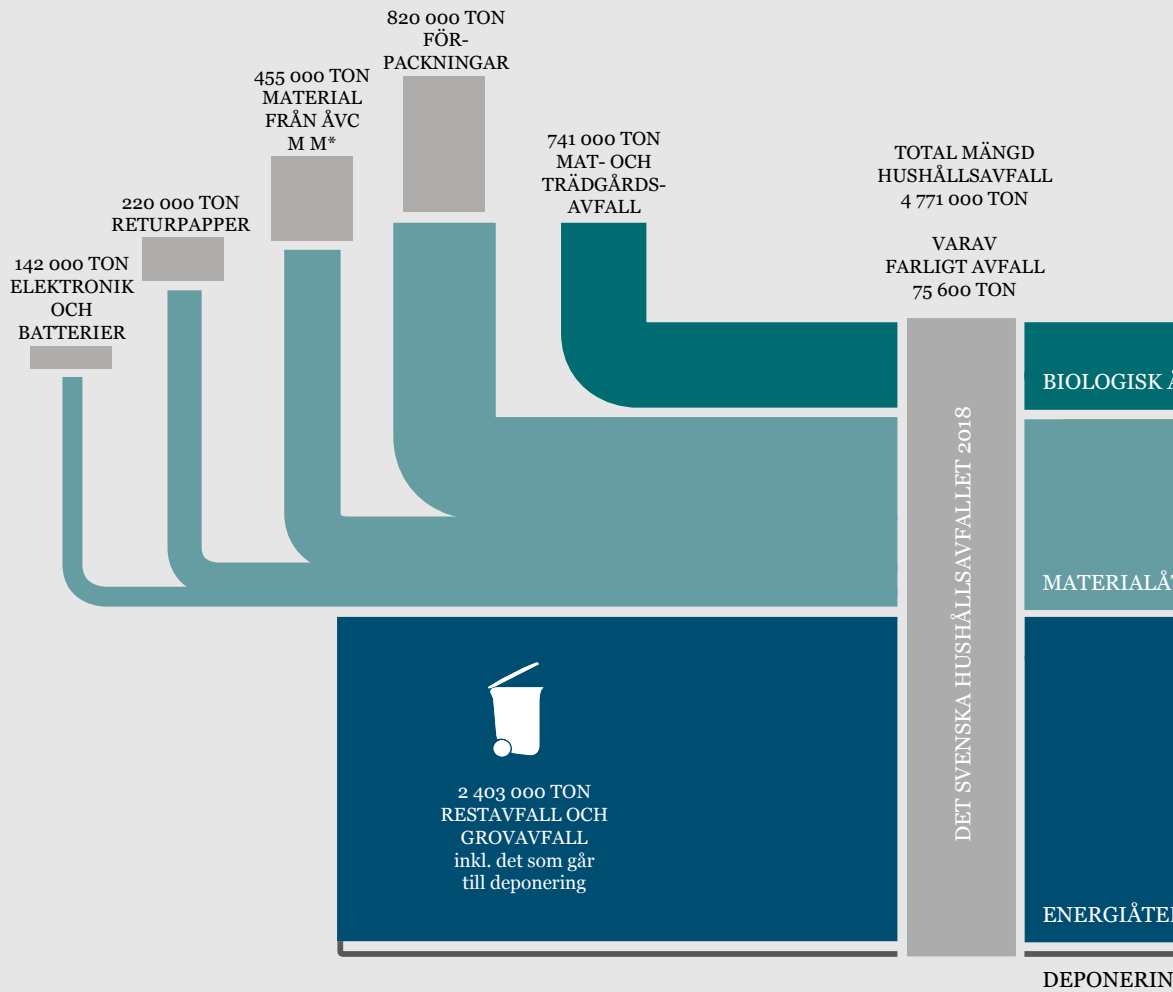 820 000 TON
FÖR-
PACKNINGAR
455 000 TON
MATERIAL
FRÅN ÅVC
M M*
741 000 TON
MAT- OCH
TRÄDGÅRDS-
AVFALL
TOTAL MÄNGD
HUSHÅLLSAVFALL
4 771 000 TON
220 000 TON
RETURPAPPER
VARAV
FARLIGT AVFALL
75 600 TON
142 000 TON
ELEKTRONIK
OCH
BATTERIER
BIOLOGISK
DET SVENSKA HUSHÅLLSAVFALLET 2018
MATERIALÅ
2 403 000 TON
RESTAVFALL OCH
GROVAVFALL
inkl. det som går
till deponering
ENERGIÅTE
DEPONERIN